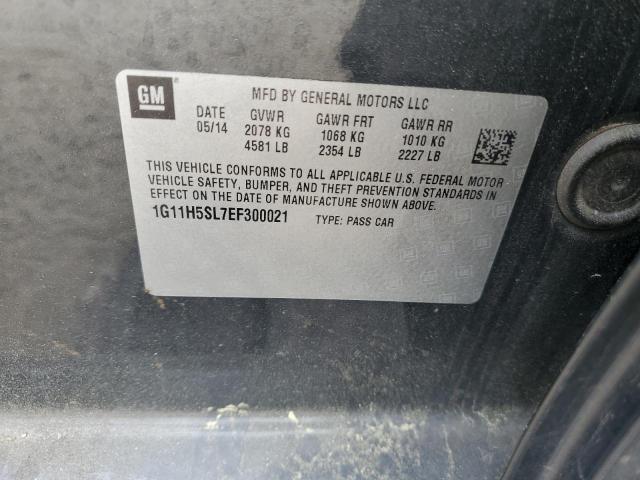 GM
MFD BY GENERAL MOTORS LLC
DATE GVWR GAWR FRT GAWR RR
05/14 2078 KG 1068 KG 1010 KG
4581 LB 2354 LB 2227 LB
THIS VEHICLE CONFORMS TO ALL APPLICABLE U.S. FEDERAL MOTOR
VEHICLE SAFETY, BUMPER, AND THEFT PREVENTION STANDARDS IN
EFFECT ON THE DATE OF MANUFACTURE SHOWN ABOVE.
1G11H5SL7EF300021 TYPE: PASS CAR